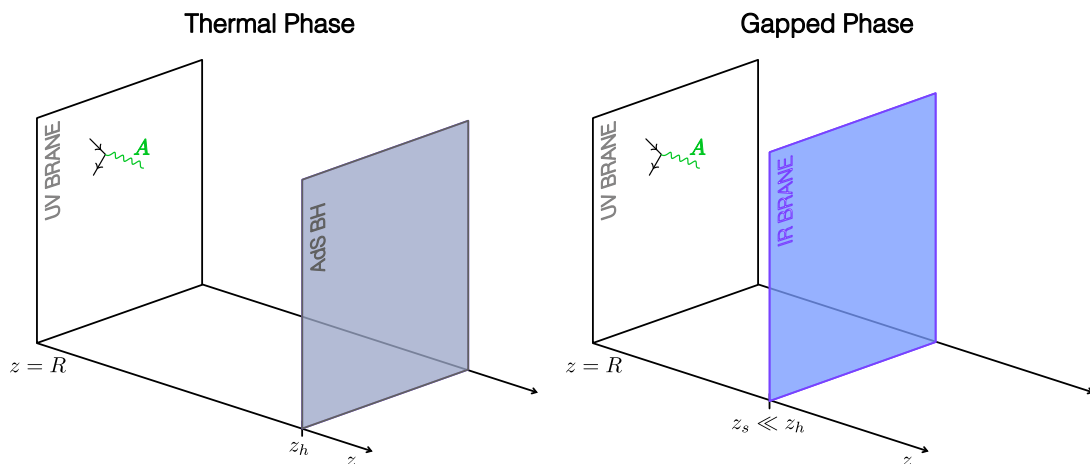 Thermal Phase
UV BRANE
A
AdS BH
z = R
z_h
z
Gapped Phase
UV BRANE
A
IR BRANE
z = R
z_s ≪ z_h
z